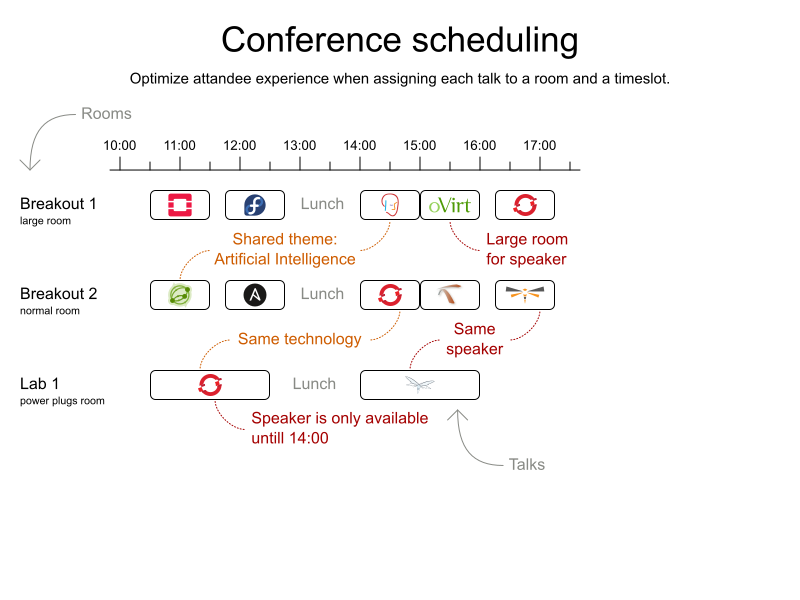 Conference scheduling
Optimize attandee experience when assigning each talk to a room and a timeslot.
Rooms
10:00 11:00 12:00 13:00 14:00 15:00 16:00 17:00
Breakout 1
large room
Lunch
oVirt
Shared theme:
Artificial Intelligence
Large room
for speaker
Breakout 2
normal room
A
Lunch
Same technology
Same
speaker
Lab 1
power plugs room
Lunch
Speaker is only available
untill 14:00
Talks